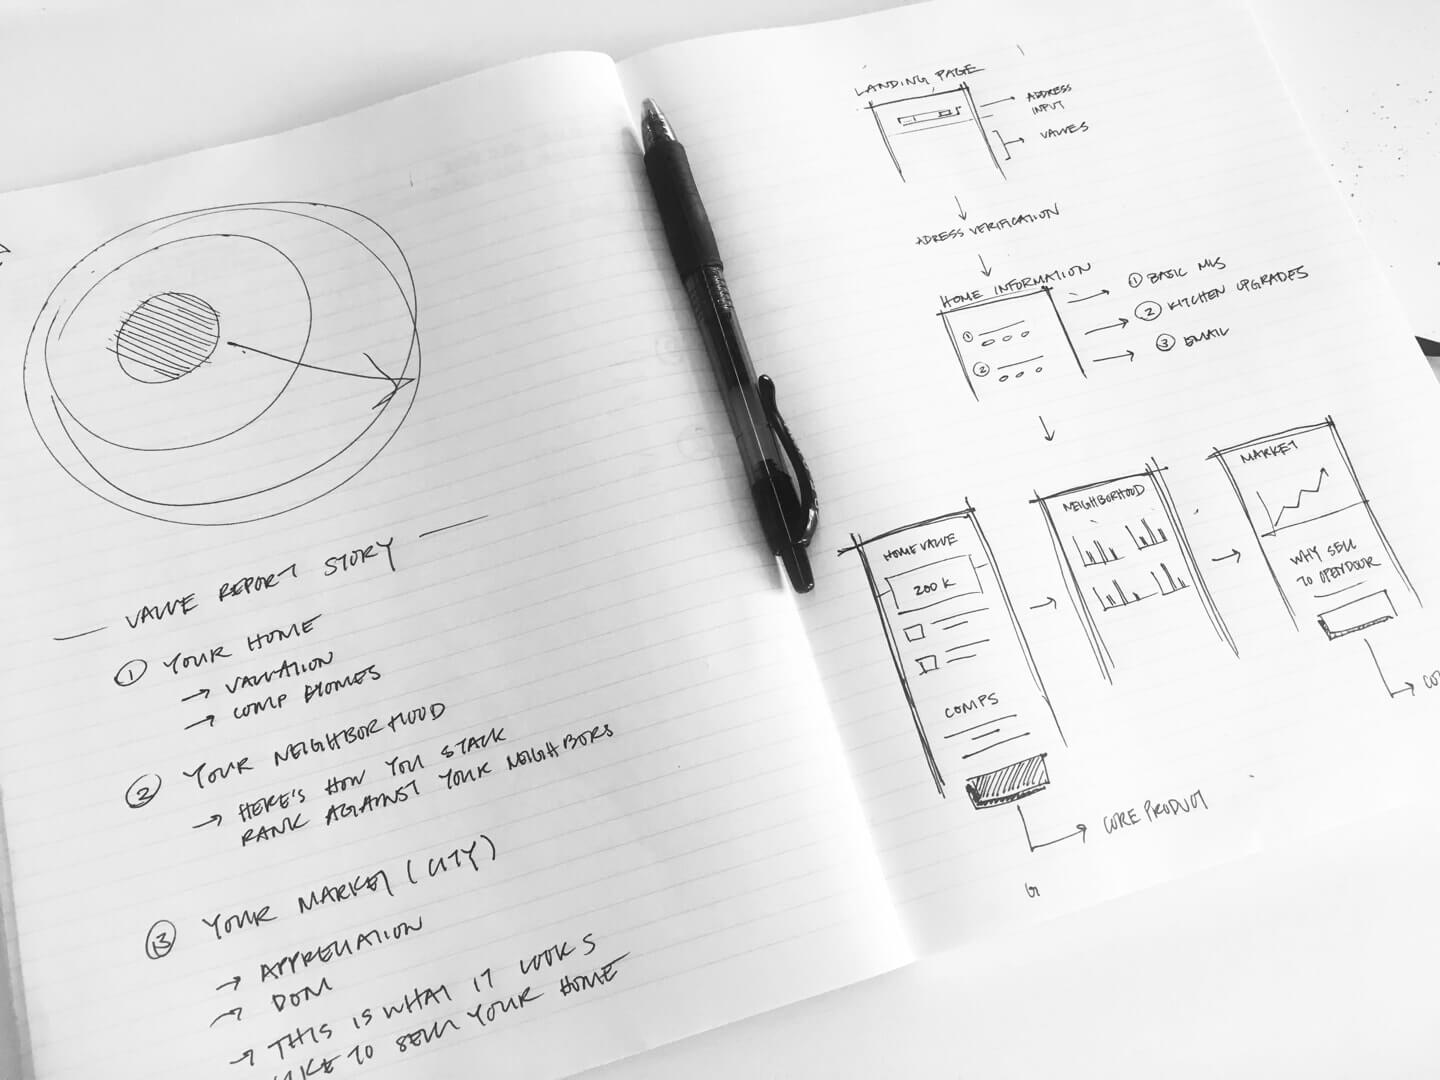 VALUE REPORT STORY
① YOUR HOME
→ VALUATION
→ COMP HOMES
② YOUR NEIGHBORHOOD
→ HERE'S HOW YOU STACK
RANK AGAINST YOUR NEIGHBORS
③ YOUR MARKET (CITY)
→ APPRECIATION
→ DOM
→ THIS IS WHAT IT LOOKS
LIKE TO SELL YOUR HOME
LANDING PAGE
→ ADDRESS
INPUT
→ VALUES
ADRESS VERIFICATION
HOME INFORMATION
①
②
→ ① BASIC MLS
→ ② KITCHEN UPGRADES
→ ③ EMAIL
HOME VALUE
200K
COMPS
→ CORE PRODUCT
NEIGHBORHOOD
MARKET
WHY SELL
TO OPENDOOR
→ CO